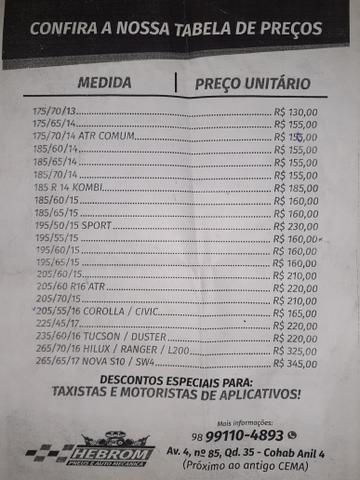 CONFIRA A NOSSA TABELA DE PREÇOS
MEDIDA | PREÇO UNITÁRIO
175/70/13 R$ 130,00
175/65/14 R$ 155,00
175/70/14 ATR COMUM R$ 155,00
185/60/14 R$ 155,00
185/65/14 R$ 155,00
185/70/14 R$ 155,00
185 R 14 KOMBI R$ 185,00
185/60/15 R$ 160,00
185/65/15 R$ 160,00
195/50/15 SPORT R$ 230,00
195/55/15 R$ 160,00
195/60/15 R$ 160,00
195/65/15 R$ 160,00
205/60/15 R$ 210,00
205/60 R16 ATR R$ 220,00
205/70/15 R$ 210,00
205/55/16 COROLLA / CIVIC R$ 165,00
225/45/17 R$ 220,00
235/60/16 TUCSON / DUSTER R$ 220,00
265/70/16 HILUX / RANGER / L200 R$ 325,00
265/65/17 NOVA S10 / SW4 R$ 345,00
DESCONTOS ESPECIAIS PARA:
TAXISTAS E MOTORISTAS DE APLICATIVOS!
HEBROM
PNEUS E AUTO MECÂNICA
Mais informações:
98 99110-4893
Av. 4, nº 85, Qd. 35 - Cohab Anil 4
(Próximo ao antigo CEMA)